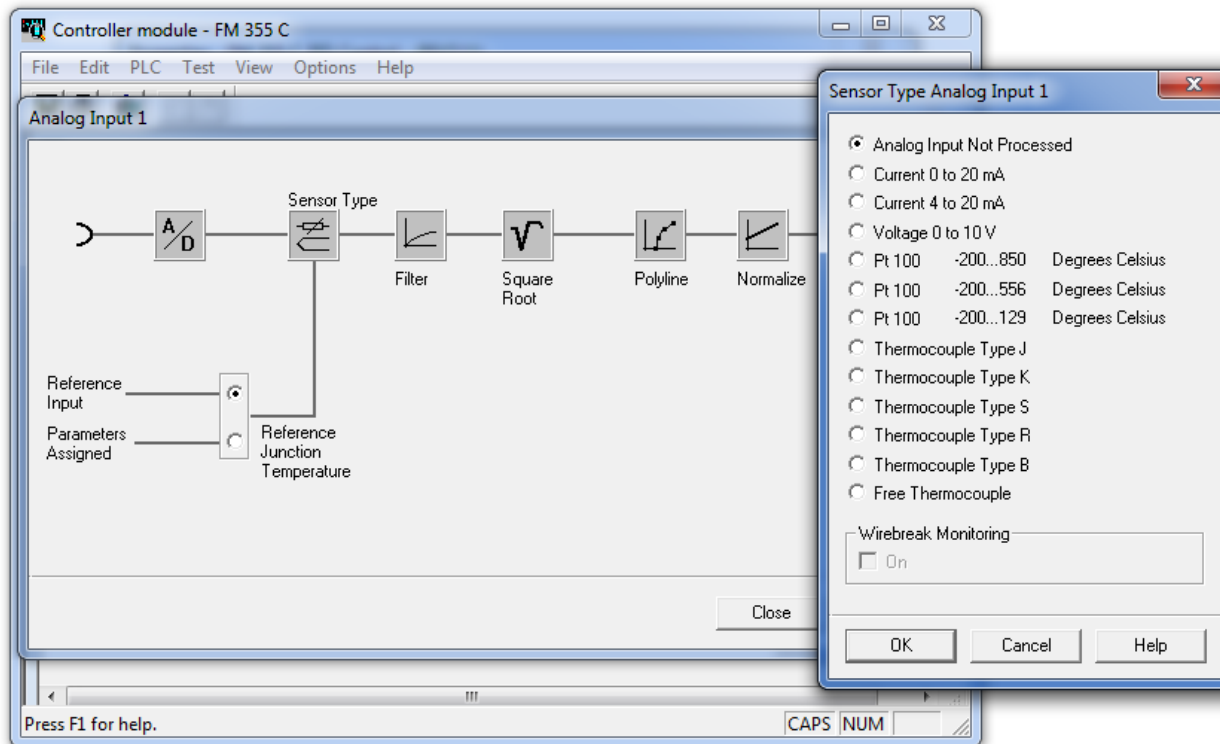 Controller module - FM 355 C
File Edit PLC Test View Options Help
Analog Input 1
Sensor Type
A/D
Filter
Square
Root
Polyline
Normalize
Reference
Input
Parameters
Assigned
Reference
Junction
Temperature
Close
Press F1 for help.
CAPS NUM
Sensor Type Analog Input 1
Analog Input Not Processed
Current 0 to 20 mA
Current 4 to 20 mA
Voltage 0 to 10 V
Pt 100 -200...850 Degrees Celsius
Pt 100 -200...556 Degrees Celsius
Pt 100 -200...129 Degrees Celsius
Thermocouple Type J
Thermocouple Type K
Thermocouple Type S
Thermocouple Type R
Thermocouple Type B
Free Thermocouple
Wirebreak Monitoring
On
OK Cancel Help